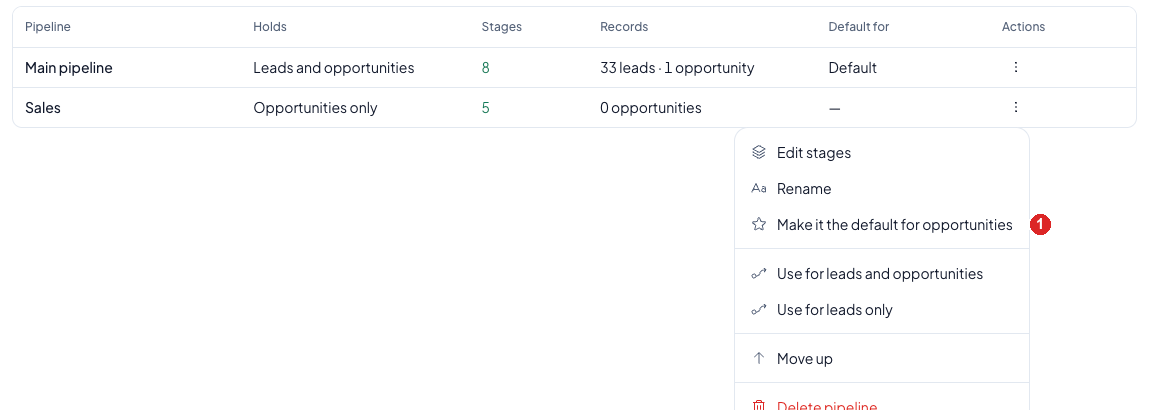 Pipeline Holds Stages Records Default for Actions
Main pipeline Leads and opportunities 8 33 leads · 1 opportunity Default
Sales Opportunities only 5 0 opportunities —
Edit stages
Aa Rename
Make it the default for opportunities 1
Use for leads and opportunities
Use for leads only
Move up
Delete pipeline